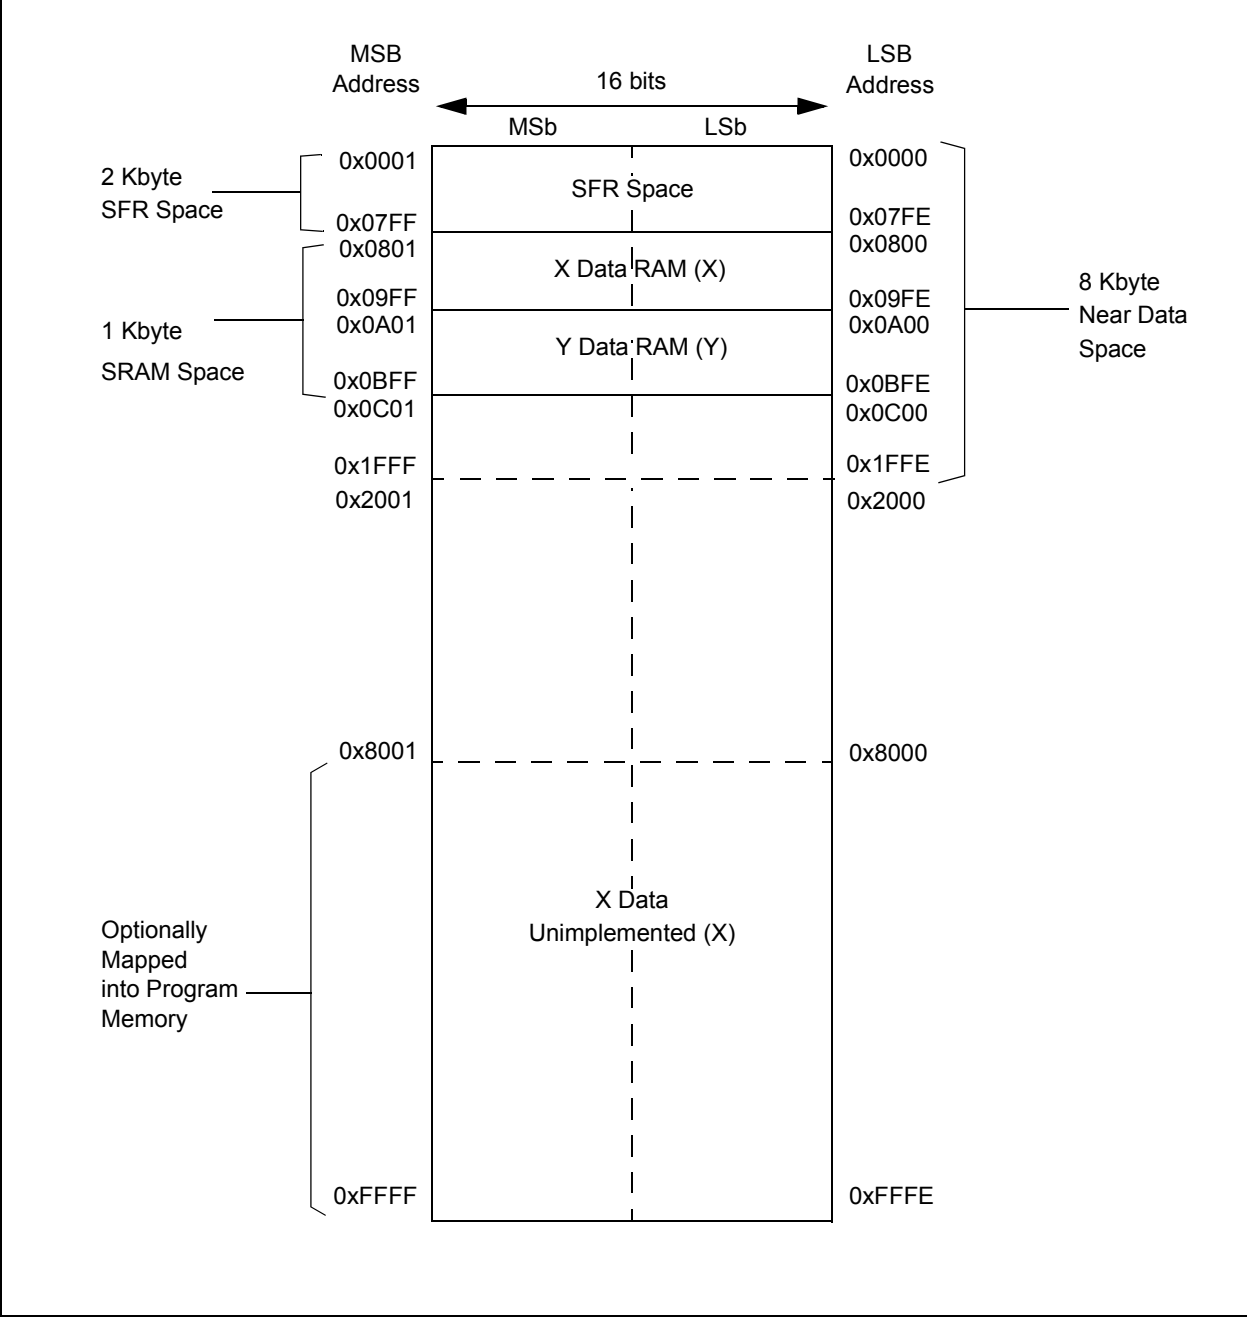 MSB
Address
16 bits
LSB
Address
MSb
LSb
2 Kbyte
SFR Space
0x0001
0x07FF
SFR Space
0x0000
0x07FE
1 Kbyte
SRAM Space
0x0801
0x09FF
X Data RAM (X)
0x0800
0x09FE
0x0A01
0x0BFF
Y Data RAM (Y)
0x0A00
0x0BFE
8 Kbyte
Near Data
Space
0x0C01
0x0C00
0x1FFF
0x1FFE
0x2001
0x2000
0x8001
0x8000
X Data
Unimplemented (X)
Optionally
Mapped
into Program
Memory
0xFFFF
0xFFFE